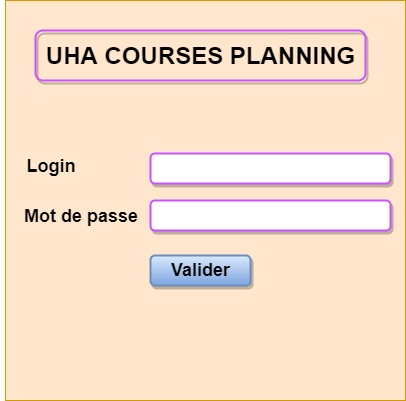 UHA COURSES PLANNING
Login
Mot de passe
Valider